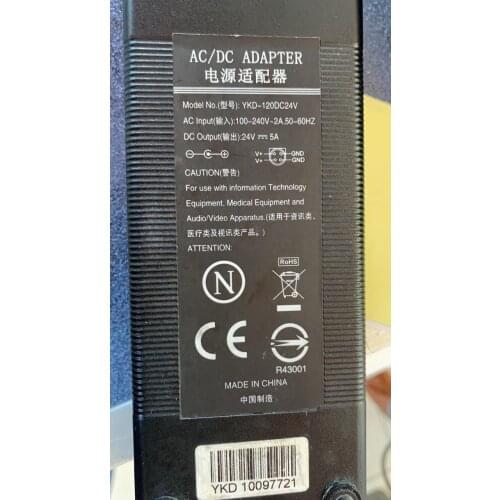 AC/DC ADAPTER
电源适配器
Model No.(型号): YKD-120DC24V
AC Input(输入):100-240V~2A,50-60HZ
DC Output(输出):24V⎓5A
V+ GND
V+ GND
CAUTION(警告)
For use with information Technology
Equipment, Medical Equipment and
Audio/Video Apparatus.(适用于资讯类、
医疗类及视讯类产品。)
ATTENTION:
RoHS
N
CE
R43001
MADE IN CHINA
中国制造
YKD 10097721